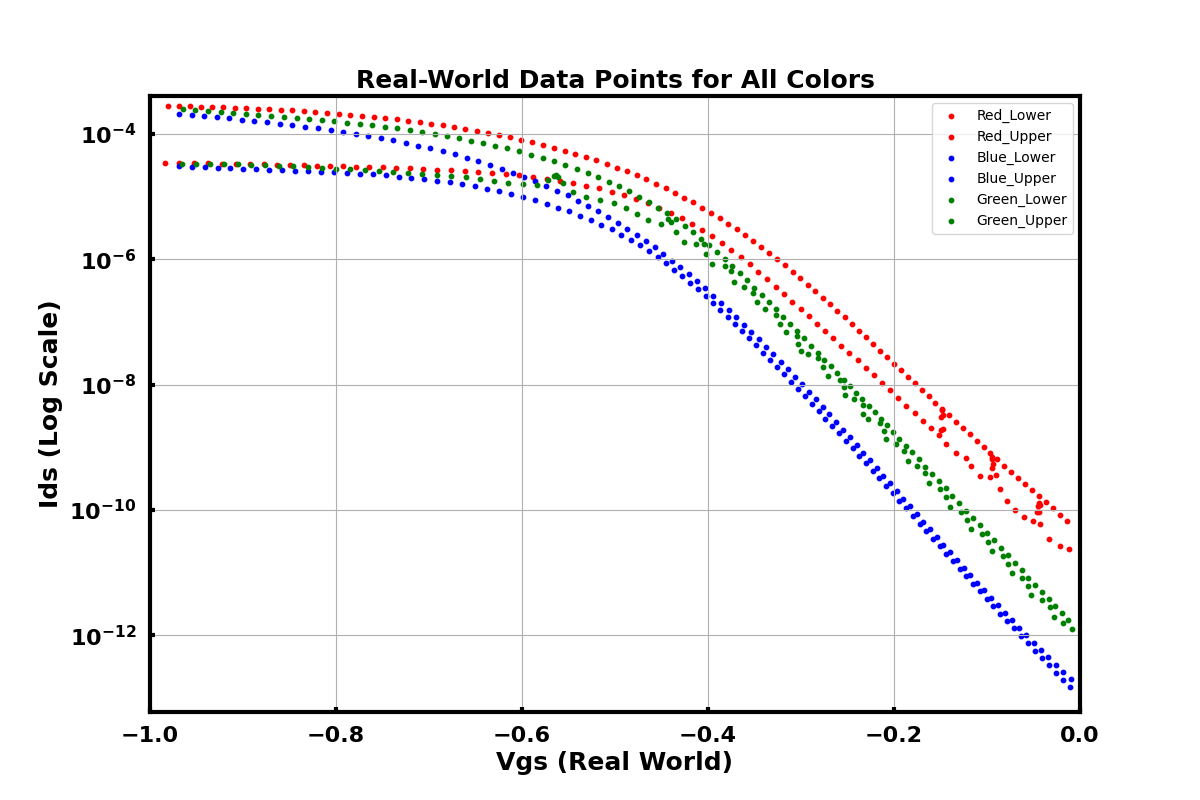 Real-World Data Points for All Colors
Ids (Log Scale)
10⁻⁴
10⁻⁶
10⁻⁸
10⁻¹⁰
10⁻¹²
Red_Lower
Red_Upper
Blue_Lower
Blue_Upper
Green_Lower
Green_Upper
−1.0 −0.8 −0.6 −0.4 −0.2 0.0
Vgs (Real World)